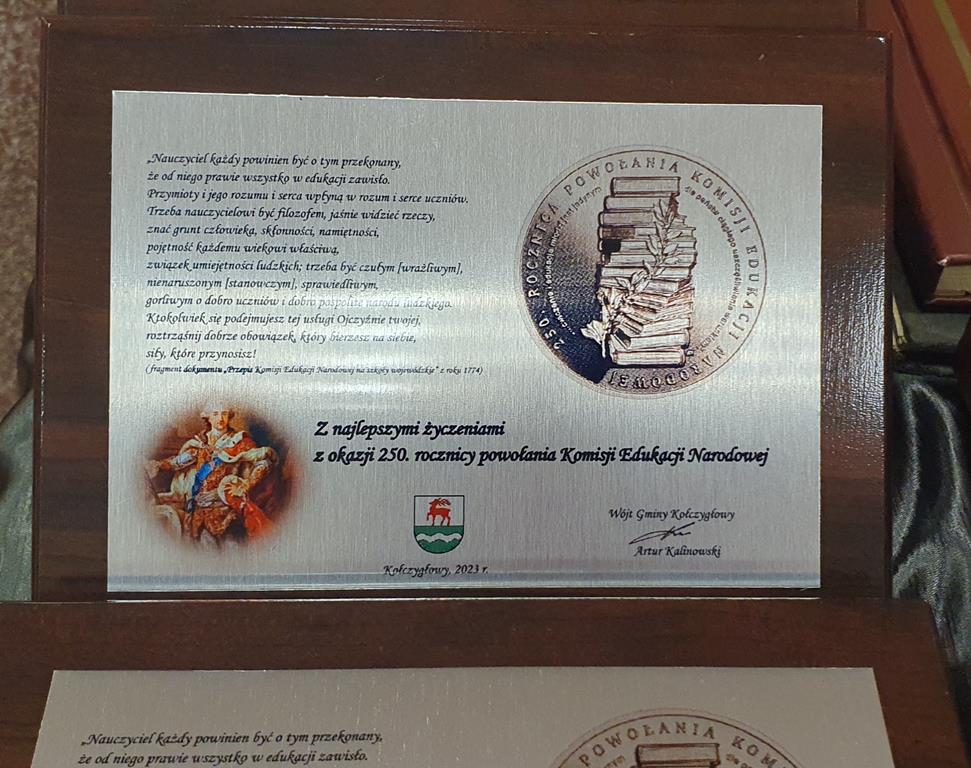 „Nauczyciel każdy powinien być o tym przekonany,
że od niego prawie wszystko w edukacji zawisło.
Przymioty i jego rozumu i serca wpłyną w rozum i serce uczniów.
Trzeba nauczycielowi być filozofem, jaśnie widzieć rzeczy,
znać grunt człowieka, skłonności, namiętności,
pojętność każdemu wiekowi właściwą,
związek umiejętności ludzkich; trzeba być czułym [wrażliwym],
nienaruszonym [stanowczym], sprawiedliwym,
gorliwym o dobro uczniów i dobro pospolite narodu ludzkiego.
Ktokolwiek się podejmujesz tej usługi Ojczyźnie twojej,
roztrząśnij dobrze obowiązek, który bierzesz na siebie,
siły, które przynosisz!
(fragment dokumentu „Przepis Komisji Edukacji Narodowej na szkoły wojewódzkie" z roku 1774)
250. ROCZNICA POWOŁANIA KOMISJI EDUKACJI NARODOWEJ
Z najlepszymi życzeniami
z okazji 250. rocznicy powołania Komisji Edukacji Narodowej
Wójt Gminy Kołczygłowy
Artur Kalinowski
Kołczygłowy, 2023 r.
„Nauczyciel każdy powinien być o tym przekonany,
że od niego prawie wszystko w edukacji zawisło.
POWOŁANIA KOM